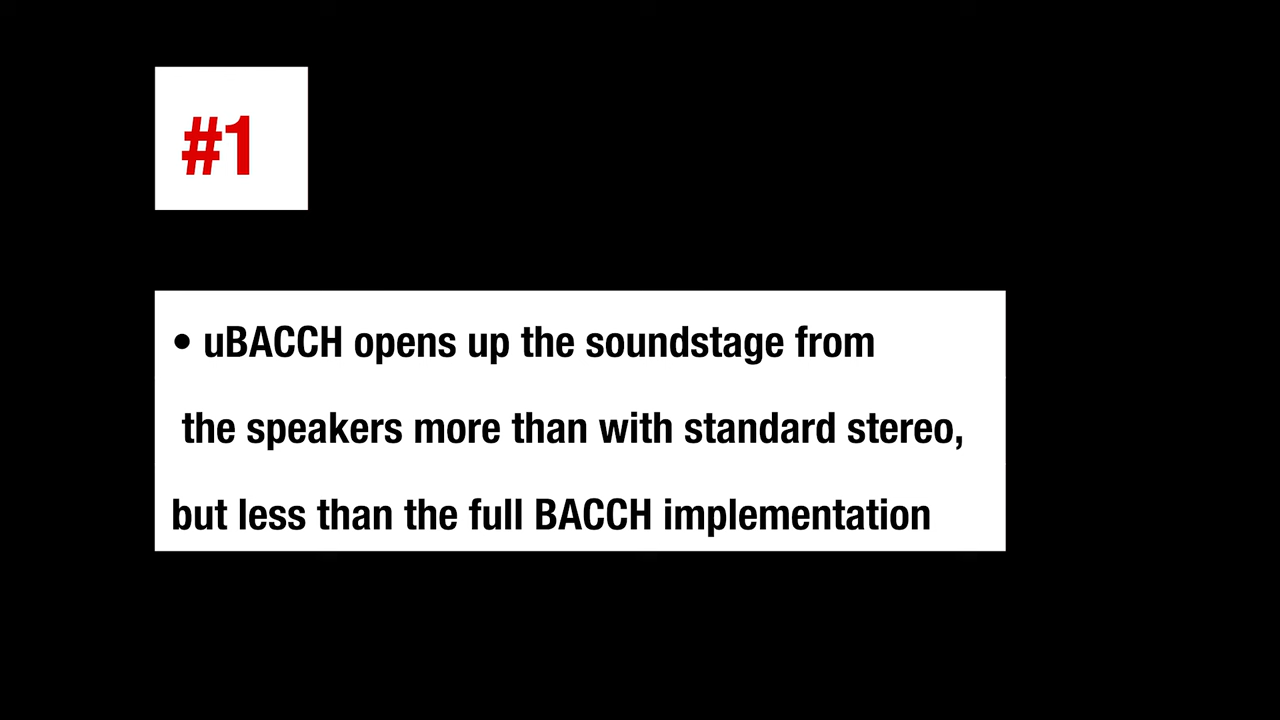 #1
• uBACCH opens up the soundstage from
the speakers more than with standard stereo,
but less than the full BACCH implementation